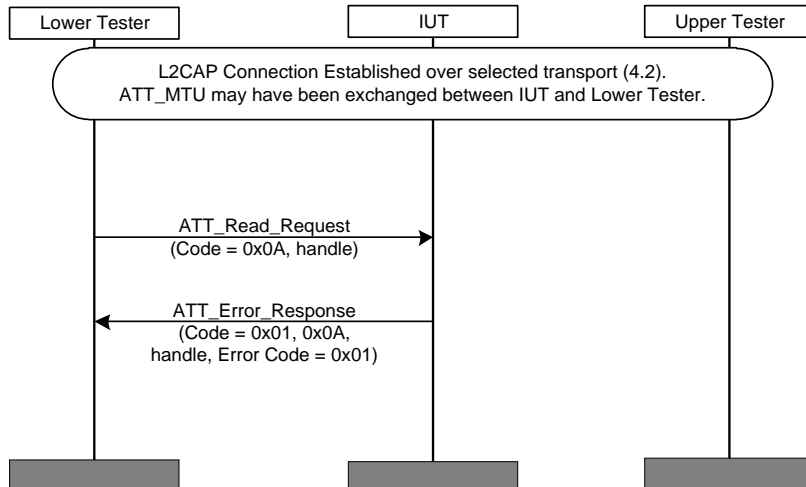 Lower Tester
IUT
Upper Tester
L2CAP Connection Established over selected transport (4.2).
ATT_MTU may have been exchanged between IUT and Lower Tester.
ATT_Read_Request
(Code = 0x0A, handle)
ATT_Error_Response
(Code = 0x01, 0x0A,
handle, Error Code = 0x01)